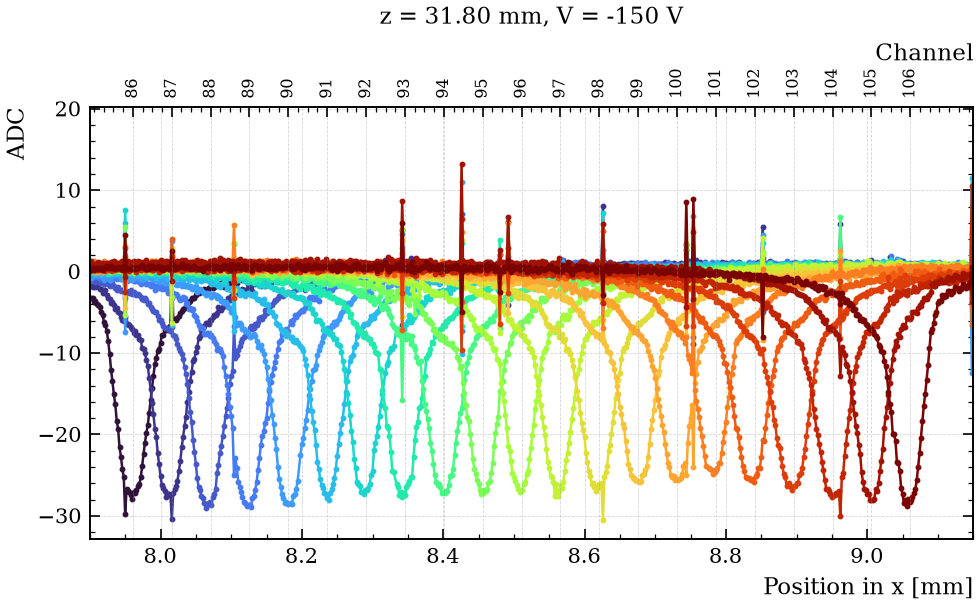 z = 31.80 mm, V = -150 V
Channel
86 87 88 89 90 91 92 93 94 95 96 97 98 99 100 101 102 103 104 105 106
ADC
20
10
0
−10
−20
−30
8.0 8.2 8.4 8.6 8.8 9.0
Position in x [mm]